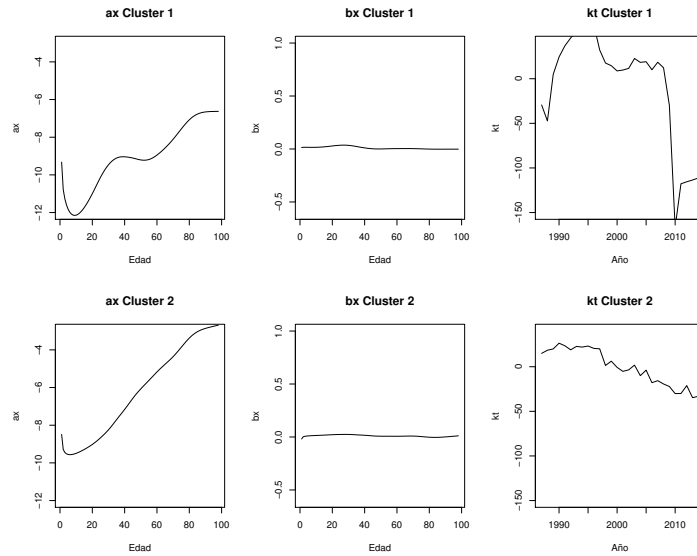 ax Cluster 1
bx Cluster 1
kt Cluster 1
ax
−4
−6
−8
−10
−12
0 20 40 60 80 100
Edad
bx
1.0
0.5
0.0
−0.5
0 20 40 60 80 100
Edad
kt
0
−50
−100
−150
1990 2000 2010
Año
ax Cluster 2
bx Cluster 2
kt Cluster 2
ax
−4
−6
−8
−10
−12
0 20 40 60 80 100
Edad
bx
1.0
0.5
0.0
−0.5
0 20 40 60 80 100
Edad
kt
0
−50
−100
−150
1990 2000 2010
Año